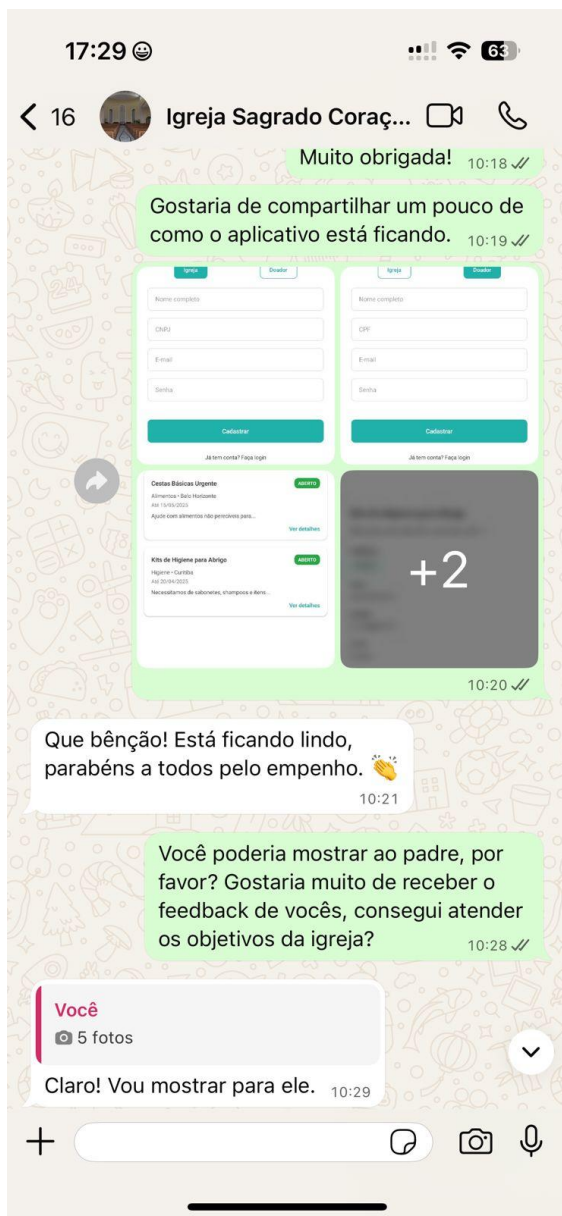 17:29
63
16
Igreja Sagrado Coraç...
Muito obrigada!
10:18
Gostaria de compartilhar um pouco de
como o aplicativo está ficando.
10:19
Igreja
Doador
Nome completo
CNPJ
E-mail
Senha
Cadastrar
Já tem conta? Faça login
Igreja
Doador
Nome completo
CPF
E-mail
Senha
Cadastrar
Já tem conta? Faça login
Cestas Básicas Urgente
ABERTO
Alimentos • Belo Horizonte
Até 15/05/2025
Ajude com alimentos não perecíveis para...
Ver detalhes
Kits de Higiene para Abrigo
ABERTO
Higiene • Curitiba
Até 20/04/2025
Necessitamos de sabonetes, shampoos e itens...
Ver detalhes
+2
10:20
Que bênção! Está ficando lindo,
parabéns a todos pelo empenho.
10:21
Você poderia mostrar ao padre, por
favor? Gostaria muito de receber o
feedback de vocês, consegui atender
os objetivos da igreja?
10:28
Você
5 fotos
Claro! Vou mostrar para ele.
10:29